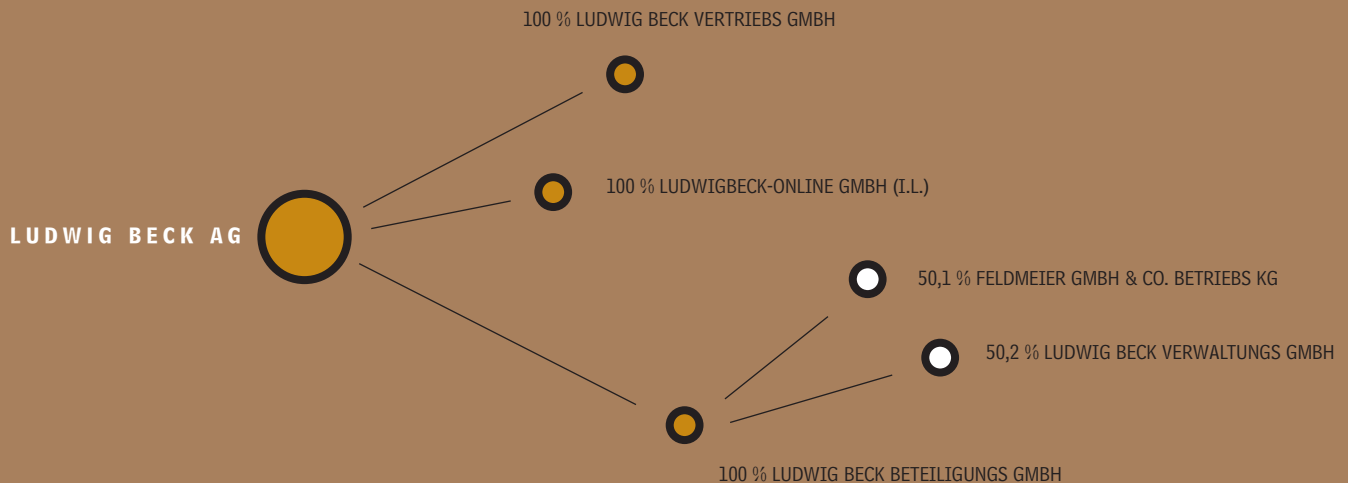 100 % LUDWIG BECK VERTRIEBS GMBH
100 % LUDWIGBECK-ONLINE GMBH (I.L.)
LUDWIG BECK AG
50,1 % FELDMEIER GMBH & CO. BETRIEBS KG
50,2 % LUDWIG BECK VERWALTUNGS GMBH
100 % LUDWIG BECK BETEILIGUNGS GMBH